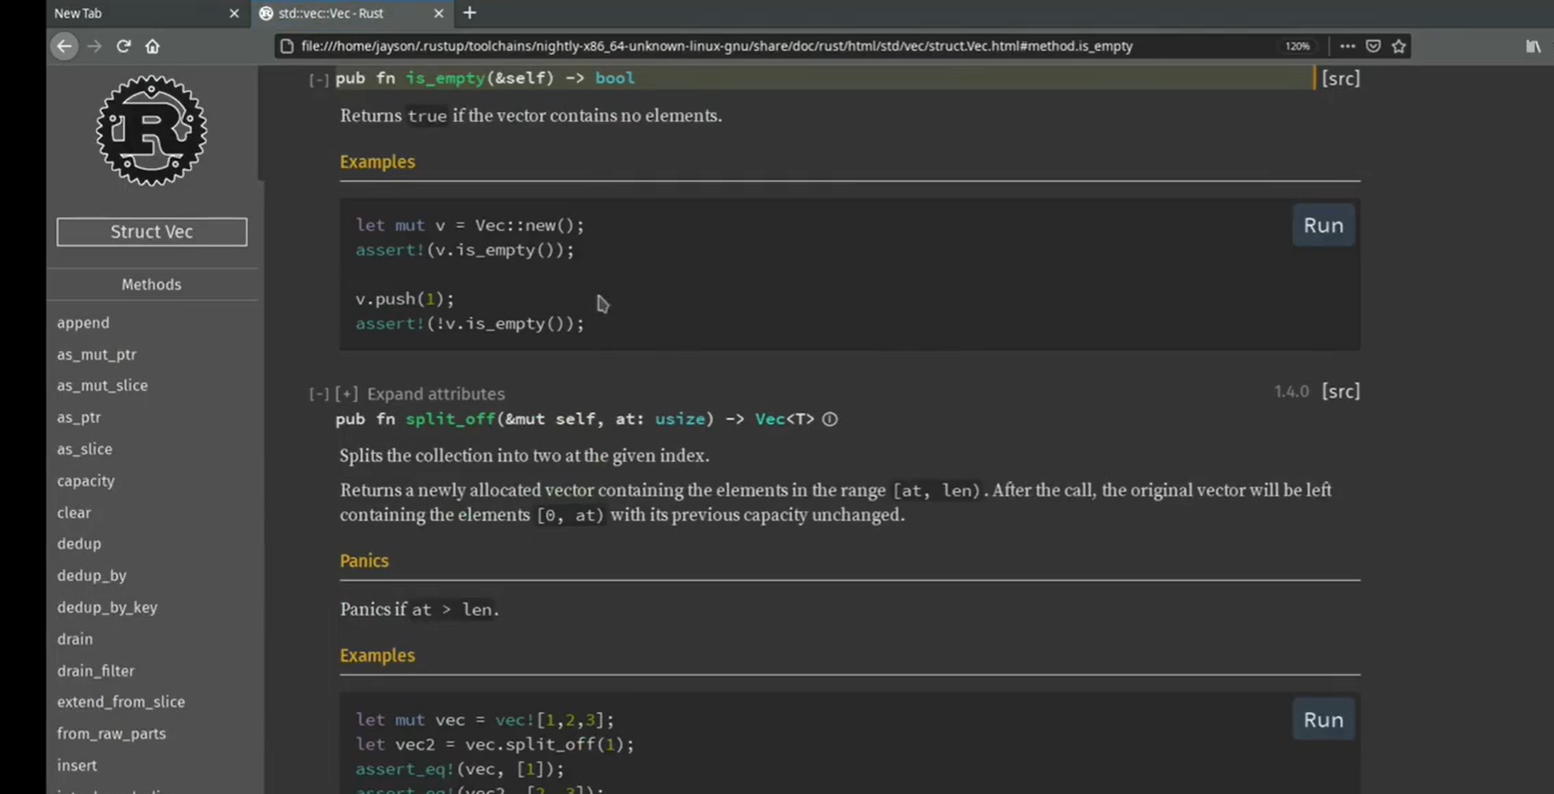 New Tab
std::vec::Vec - Rust
file:///home/jayson/.rustup/toolchains/nightly-x86_64-unknown-linux-gnu/share/doc/rust/html/std/vec/struct.Vec.html#method.is_empty
120%
R
Struct Vec
Methods
append
as_mut_ptr
as_mut_slice
as_ptr
as_slice
capacity
clear
dedup
dedup_by
dedup_by_key
drain
drain_filter
extend_from_slice
from_raw_parts
insert
[-] pub fn is_empty(&self) -> bool [src]
Returns true if the vector contains no elements.
Examples
let mut v = Vec::new();
assert!(v.is_empty());
v.push(1);
assert!(!v.is_empty());
Run
[-] [+] Expand attributes 1.4.0 [src]
pub fn split_off(&mut self, at: usize) -> Vec<T> ⓘ
Splits the collection into two at the given index.
Returns a newly allocated vector containing the elements in the range [at, len). After the call, the original vector will be left
containing the elements [0, at) with its previous capacity unchanged.
Panics
Panics if at > len.
Examples
let mut vec = vec![1,2,3];
let vec2 = vec.split_off(1);
assert_eq!(vec, [1]);
assert_eq!(vec2, [2, 3]);
Run